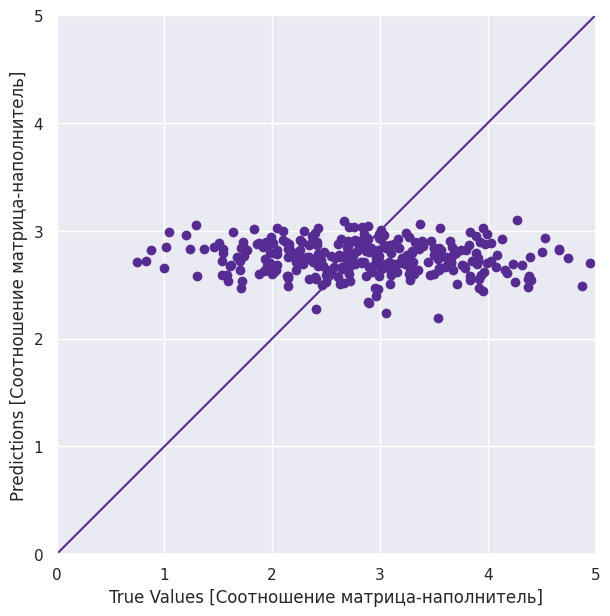 5
4
3
2
1
0
0 1 2 3 4 5
Predictions [Соотношение матрица-наполнитель]
True Values [Соотношение матрица-наполнитель]